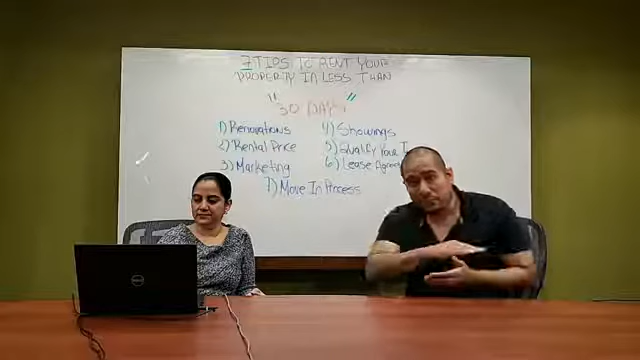 7 TIPS TO RENT YOUR
PROPERTY IN LESS THAN
"30 DAYS"
1) Renovations
2) Rental Price
3) Marketing
4) Showings
5) Qualify Your
6) Lease
7) Move In Process
DELL